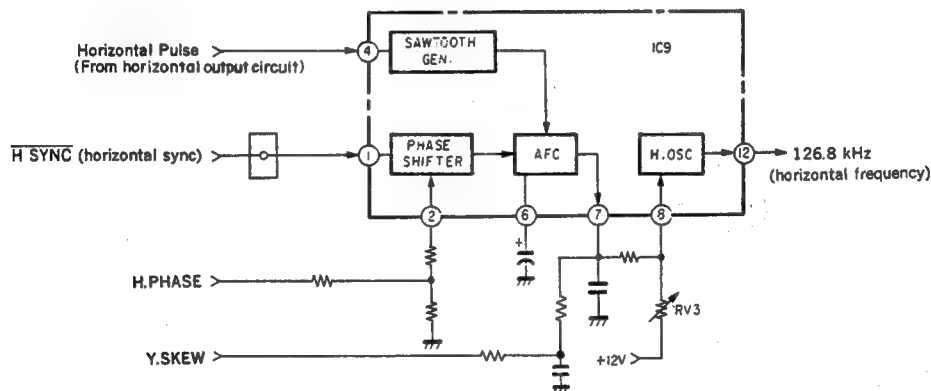 Horizontal Pulse
(From horizontal output circuit)
4
SAWTOOTH
GEN.
IC9
H SYNC (horizontal sync)
1
PHASE
SHIFTER
AFC
H.OSC
12
126.8 kHz
(horizontal frequency)
2
6
7
8
+
H.PHASE
RV3
Y.SKEW
+12V